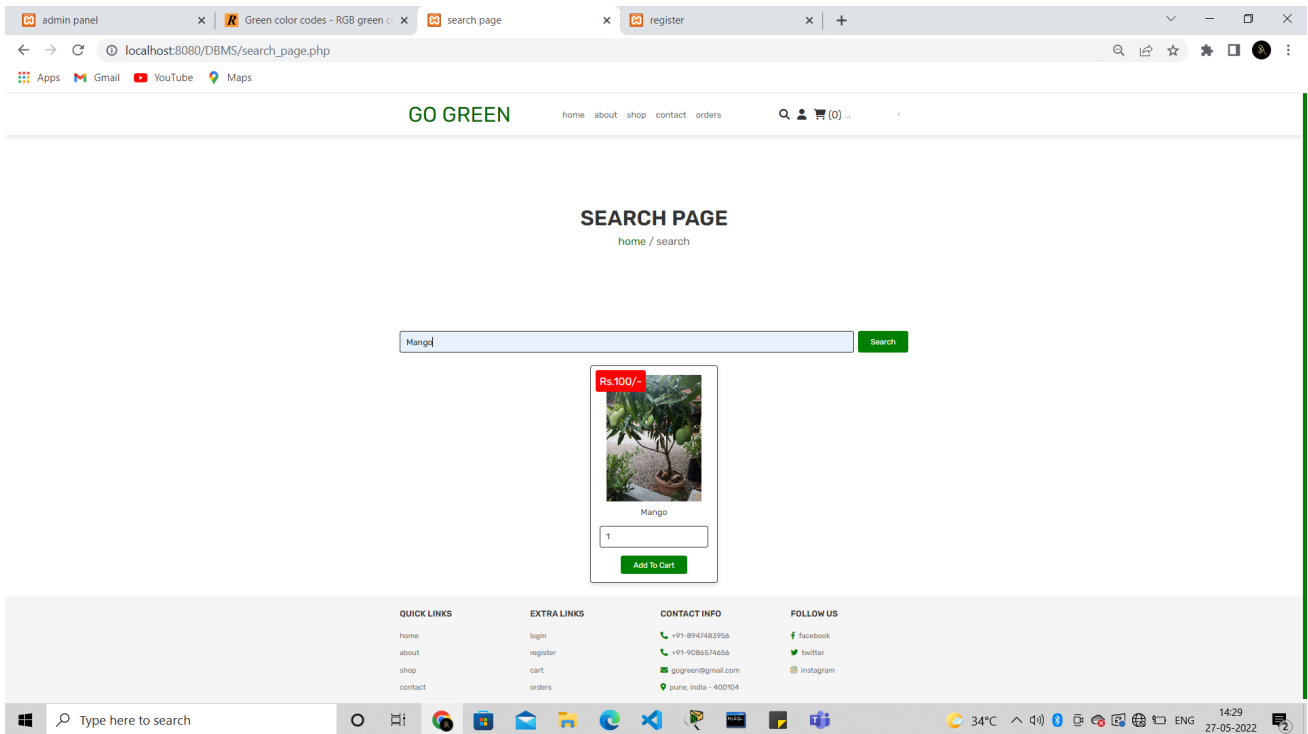 admin panel
Green color codes - RGB green c
search page
register
localhost:8080/DBMS/search_page.php
Apps Gmail YouTube Maps
GO GREEN
home about shop contact orders
(0)
SEARCH PAGE
home / search
Mango
Search
Rs.100/-
Mango
1
Add To Cart
QUICK LINKS
home
about
shop
contact
EXTRA LINKS
login
register
cart
orders
CONTACT INFO
+91-8947483956
+91-9086574656
gogreen@gmail.com
pune, india - 400104
FOLLOW US
facebook
twitter
instagram
Type here to search
34°C
ENG
14:29
27-05-2022
2